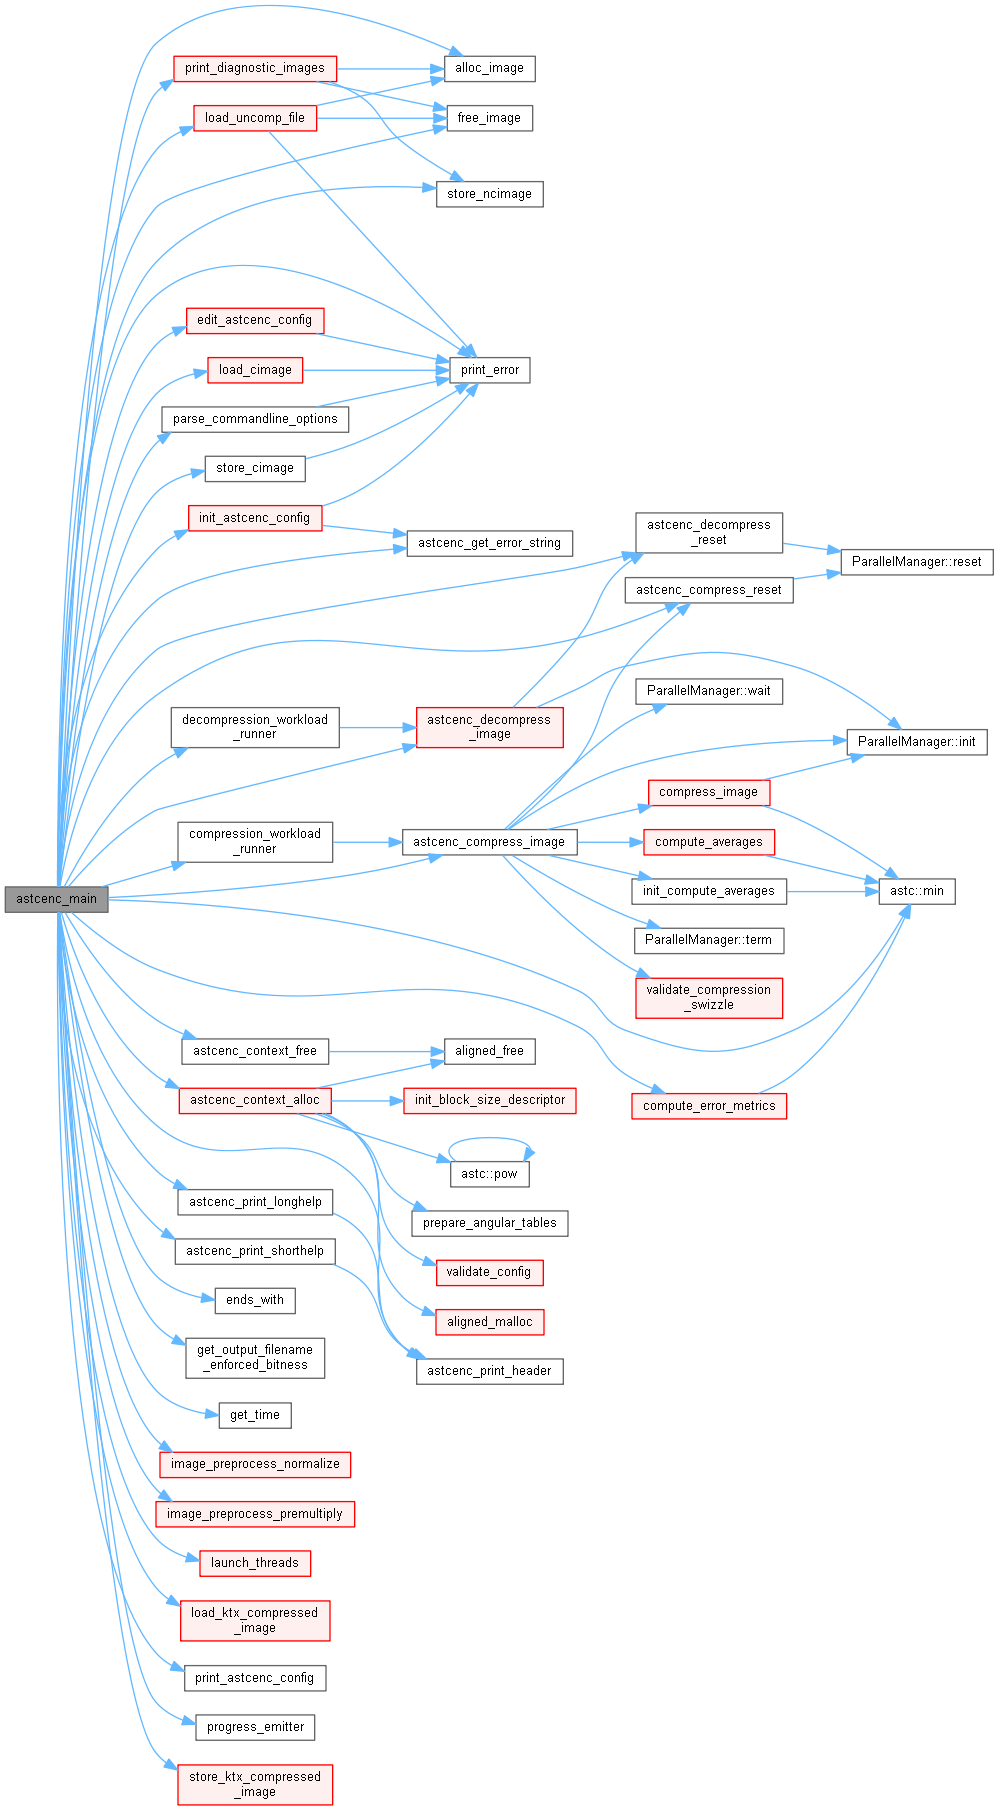 print_diagnostic_images
alloc_image
load_uncomp_file
free_image
store_ncimage
edit_astcenc_config
load_cimage
print_error
parse_commandline_options
store_cimage
init_astcenc_config
astcenc_get_error_string
astcenc_decompress
_reset
ParallelManager::reset
astcenc_compress_reset
ParallelManager::wait
decompression_workload
_runner
astcenc_decompress
_image
ParallelManager::init
compress_image
compression_workload
_runner
astcenc_compress_image
compute_averages
init_compute_averages
astc::min
astcenc_main
ParallelManager::term
validate_compression
_swizzle
astcenc_context_free
aligned_free
astcenc_context_alloc
init_block_size_descriptor
compute_error_metrics
astc::pow
astcenc_print_longhelp
prepare_angular_tables
astcenc_print_shorthelp
validate_config
ends_with
aligned_malloc
get_output_filename
_enforced_bitness
astcenc_print_header
get_time
image_preprocess_normalize
image_preprocess_premultiply
launch_threads
load_ktx_compressed
_image
print_astcenc_config
progress_emitter
store_ktx_compressed
_image